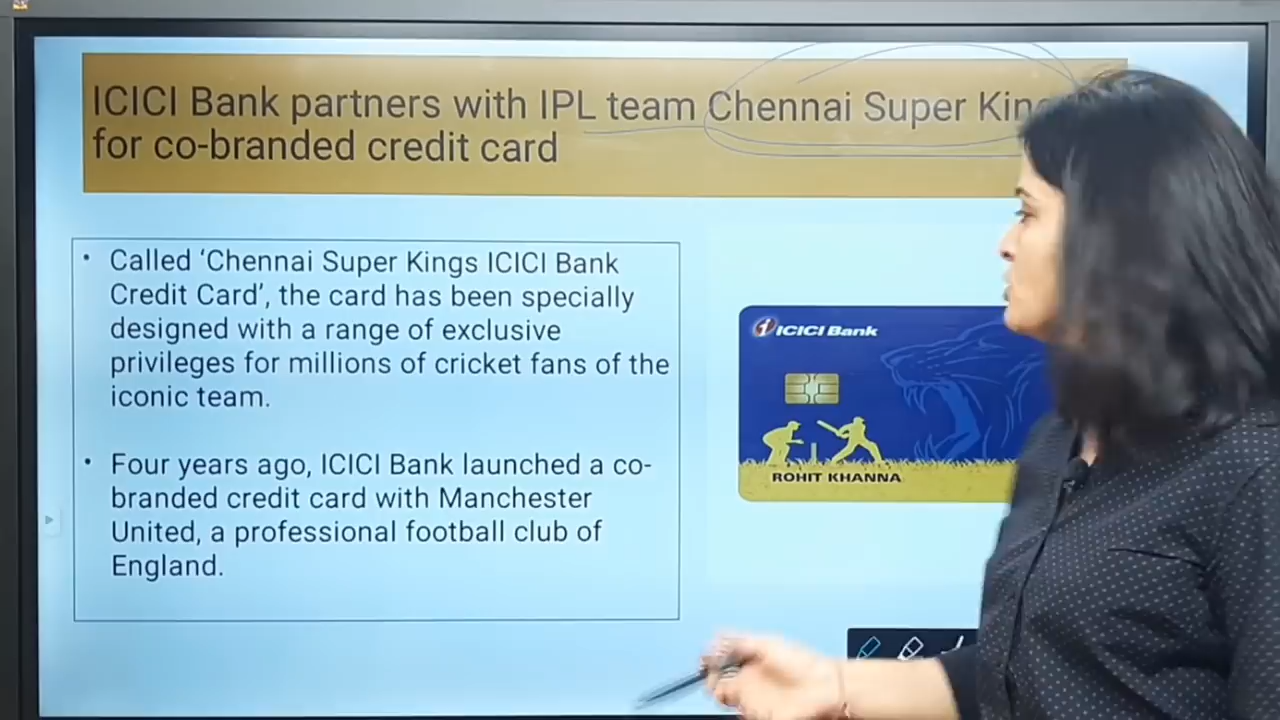 ICICI Bank partners with IPL team Chennai Super
for co-branded credit card
• Called ‘Chennai Super Kings ICICI Bank
Credit Card’, the card has been specially
designed with a range of exclusive
privileges for millions of cricket fans of the
iconic team.
• Four years ago, ICICI Bank launched a co-
branded credit card with Manchester
United, a professional football club of
England.
ICICI Bank
ROHIT KHANNA